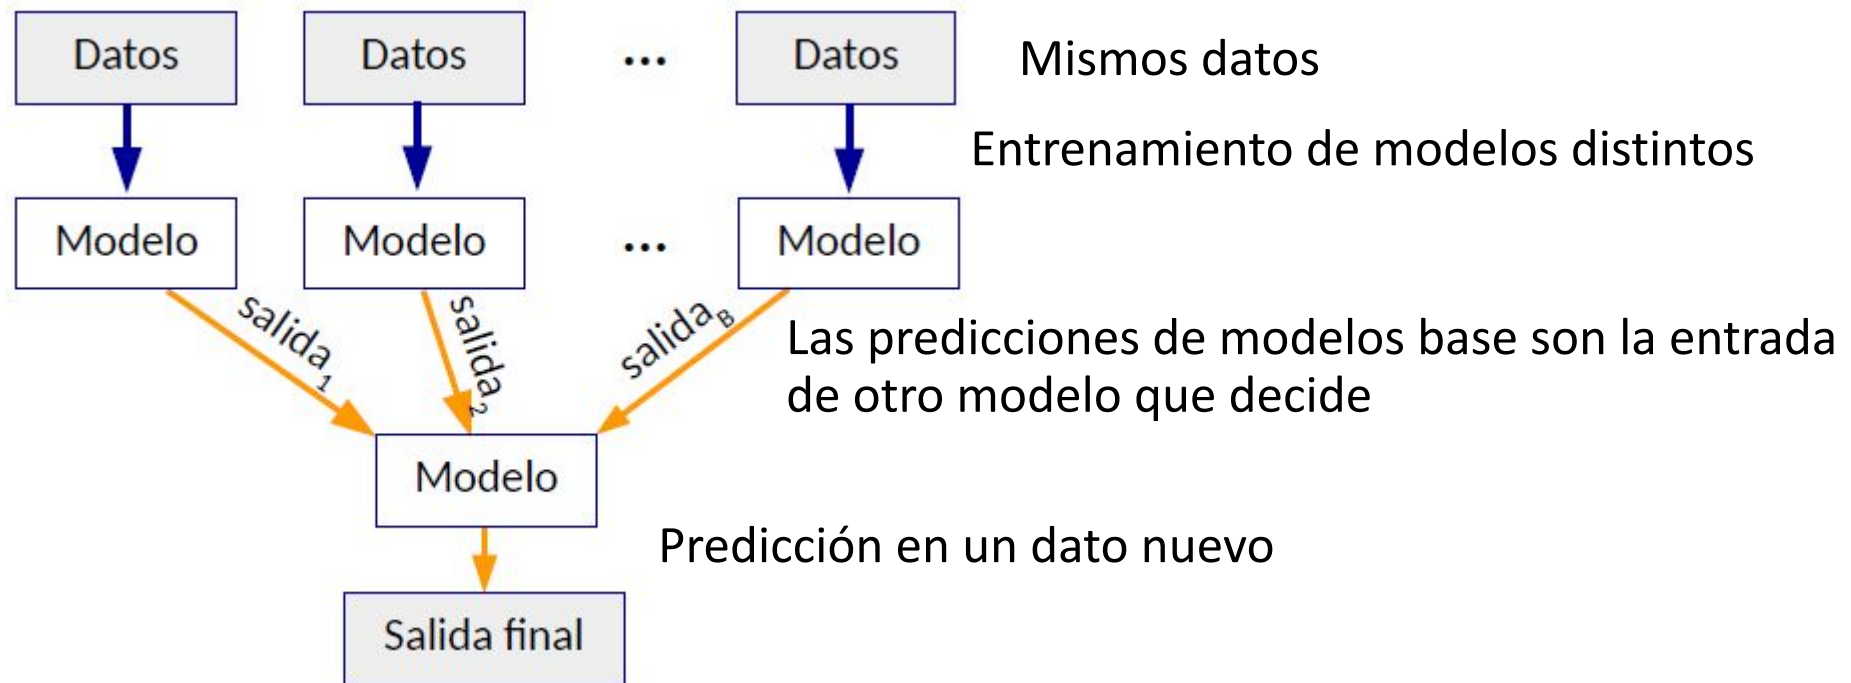 Datos Datos ... Datos Mismos datos
Entrenamiento de modelos distintos
Modelo Modelo ... Modelo
salida1 salida2 salidaB
Las predicciones de modelos base son la entrada
de otro modelo que decide
Modelo
Predicción en un dato nuevo
Salida final